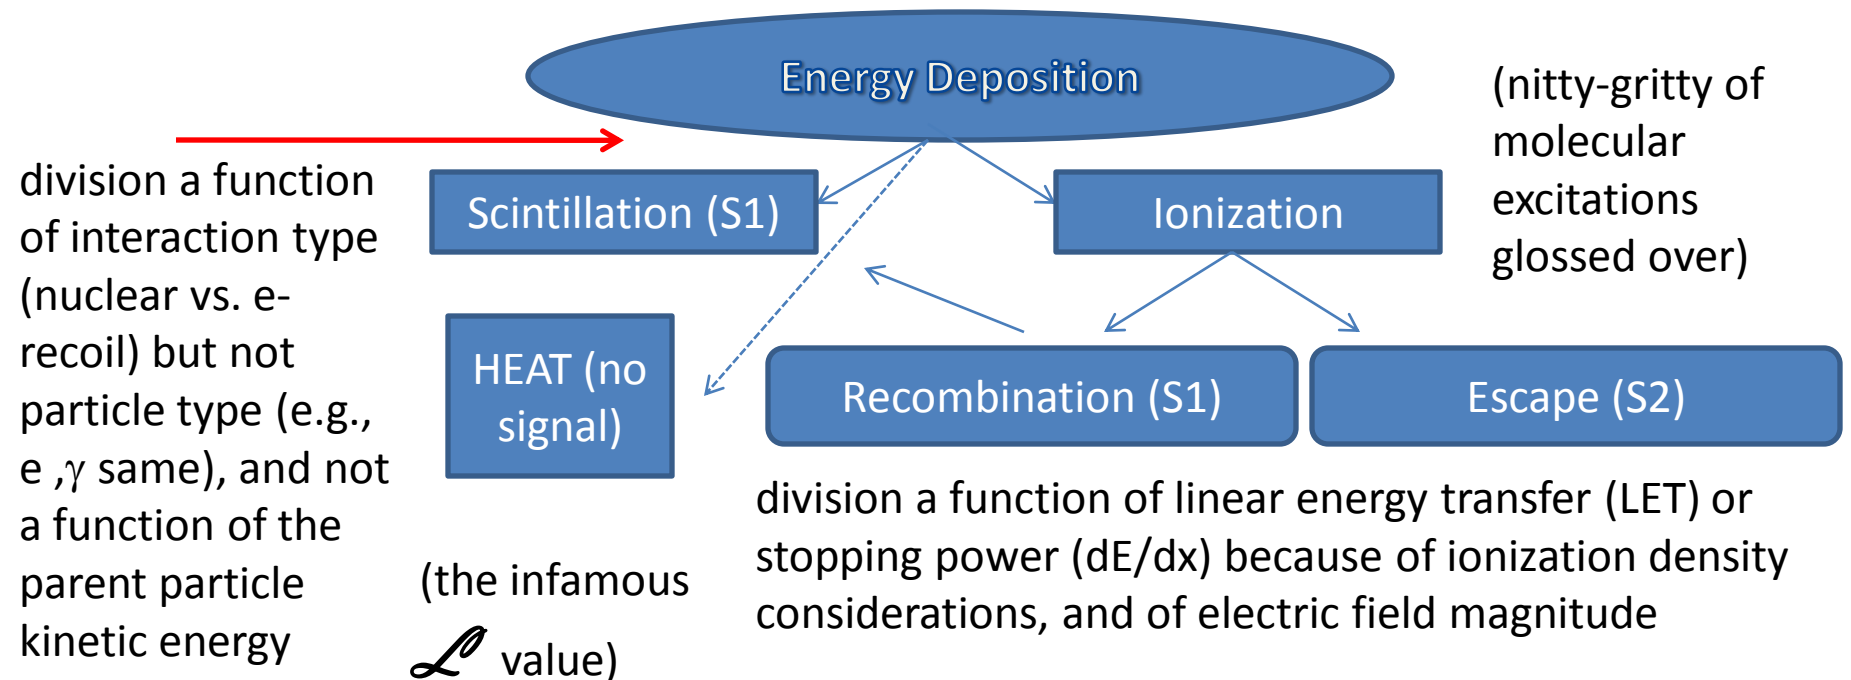 Energy Deposition
(nitty-gritty of
molecular
excitations
glossed over)
division a function
of interaction type
(nuclear vs. e-
recoil) but not
particle type (e.g.,
e ,γ same), and not
a function of the
parent particle
kinetic energy
Scintillation (S1)
Ionization
HEAT (no
signal)
Recombination (S1)
Escape (S2)
(the infamous
ℒ value)
division a function of linear energy transfer (LET) or
stopping power (dE/dx) because of ionization density
considerations, and of electric field magnitude